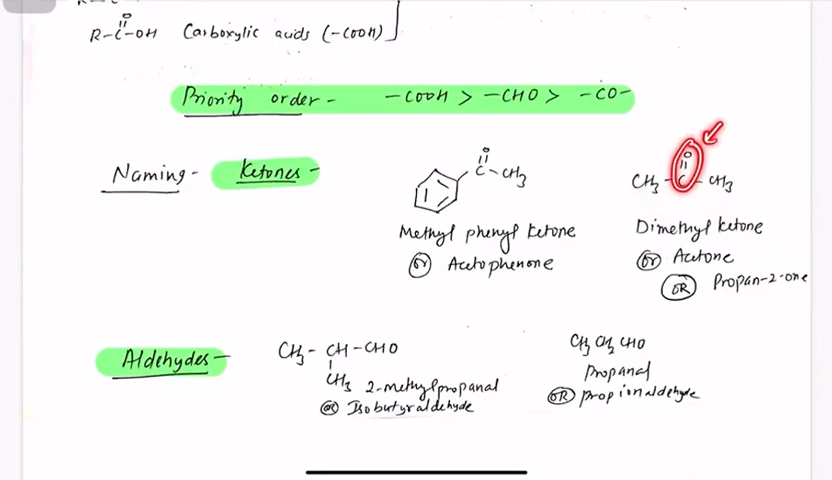 R-C-OH Carboxylic acids (-COOH)
O
Priority order - -COOH > -CHO > -CO-
Naming - Ketones -
O
C-CH3
Methyl phenyl ketone
or Acetophenone
O
CH3-C-CH3
Dimethyl ketone
or Acetone
OR Propan-2-one
Aldehydes -
CH3-CH-CHO
CH3 2-methylpropanal
OR Isobutyraldehyde
CH3CH2CHO
Propanal
OR propionaldehyde